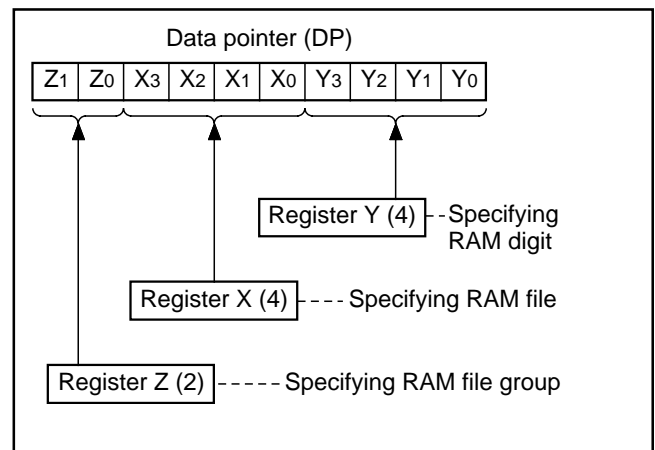 Data pointer (DP)
Z1 Z0 X3 X2 X1 X0 Y3 Y2 Y1 Y0
Register Y (4) Specifying
RAM digit
Register X (4) Specifying RAM file
Register Z (2) Specifying RAM file group